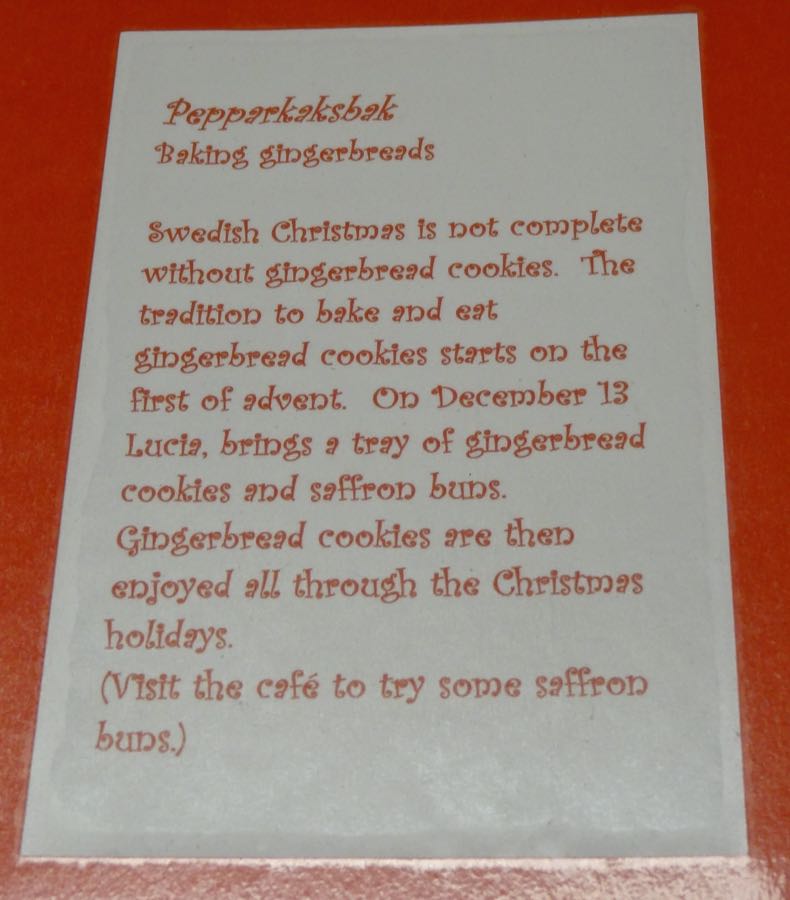 Pepparkaksbak
Baking gingerbreads
Swedish Christmas is not complete
without gingerbread cookies. The
tradition to bake and eat
gingerbread cookies starts on the
first of advent. On December 13
Lucia, brings a tray of gingerbread
cookies and saffron buns.
Gingerbread cookies are then
enjoyed all through the Christmas
holidays.
(Visit the café to try some saffron
buns.)